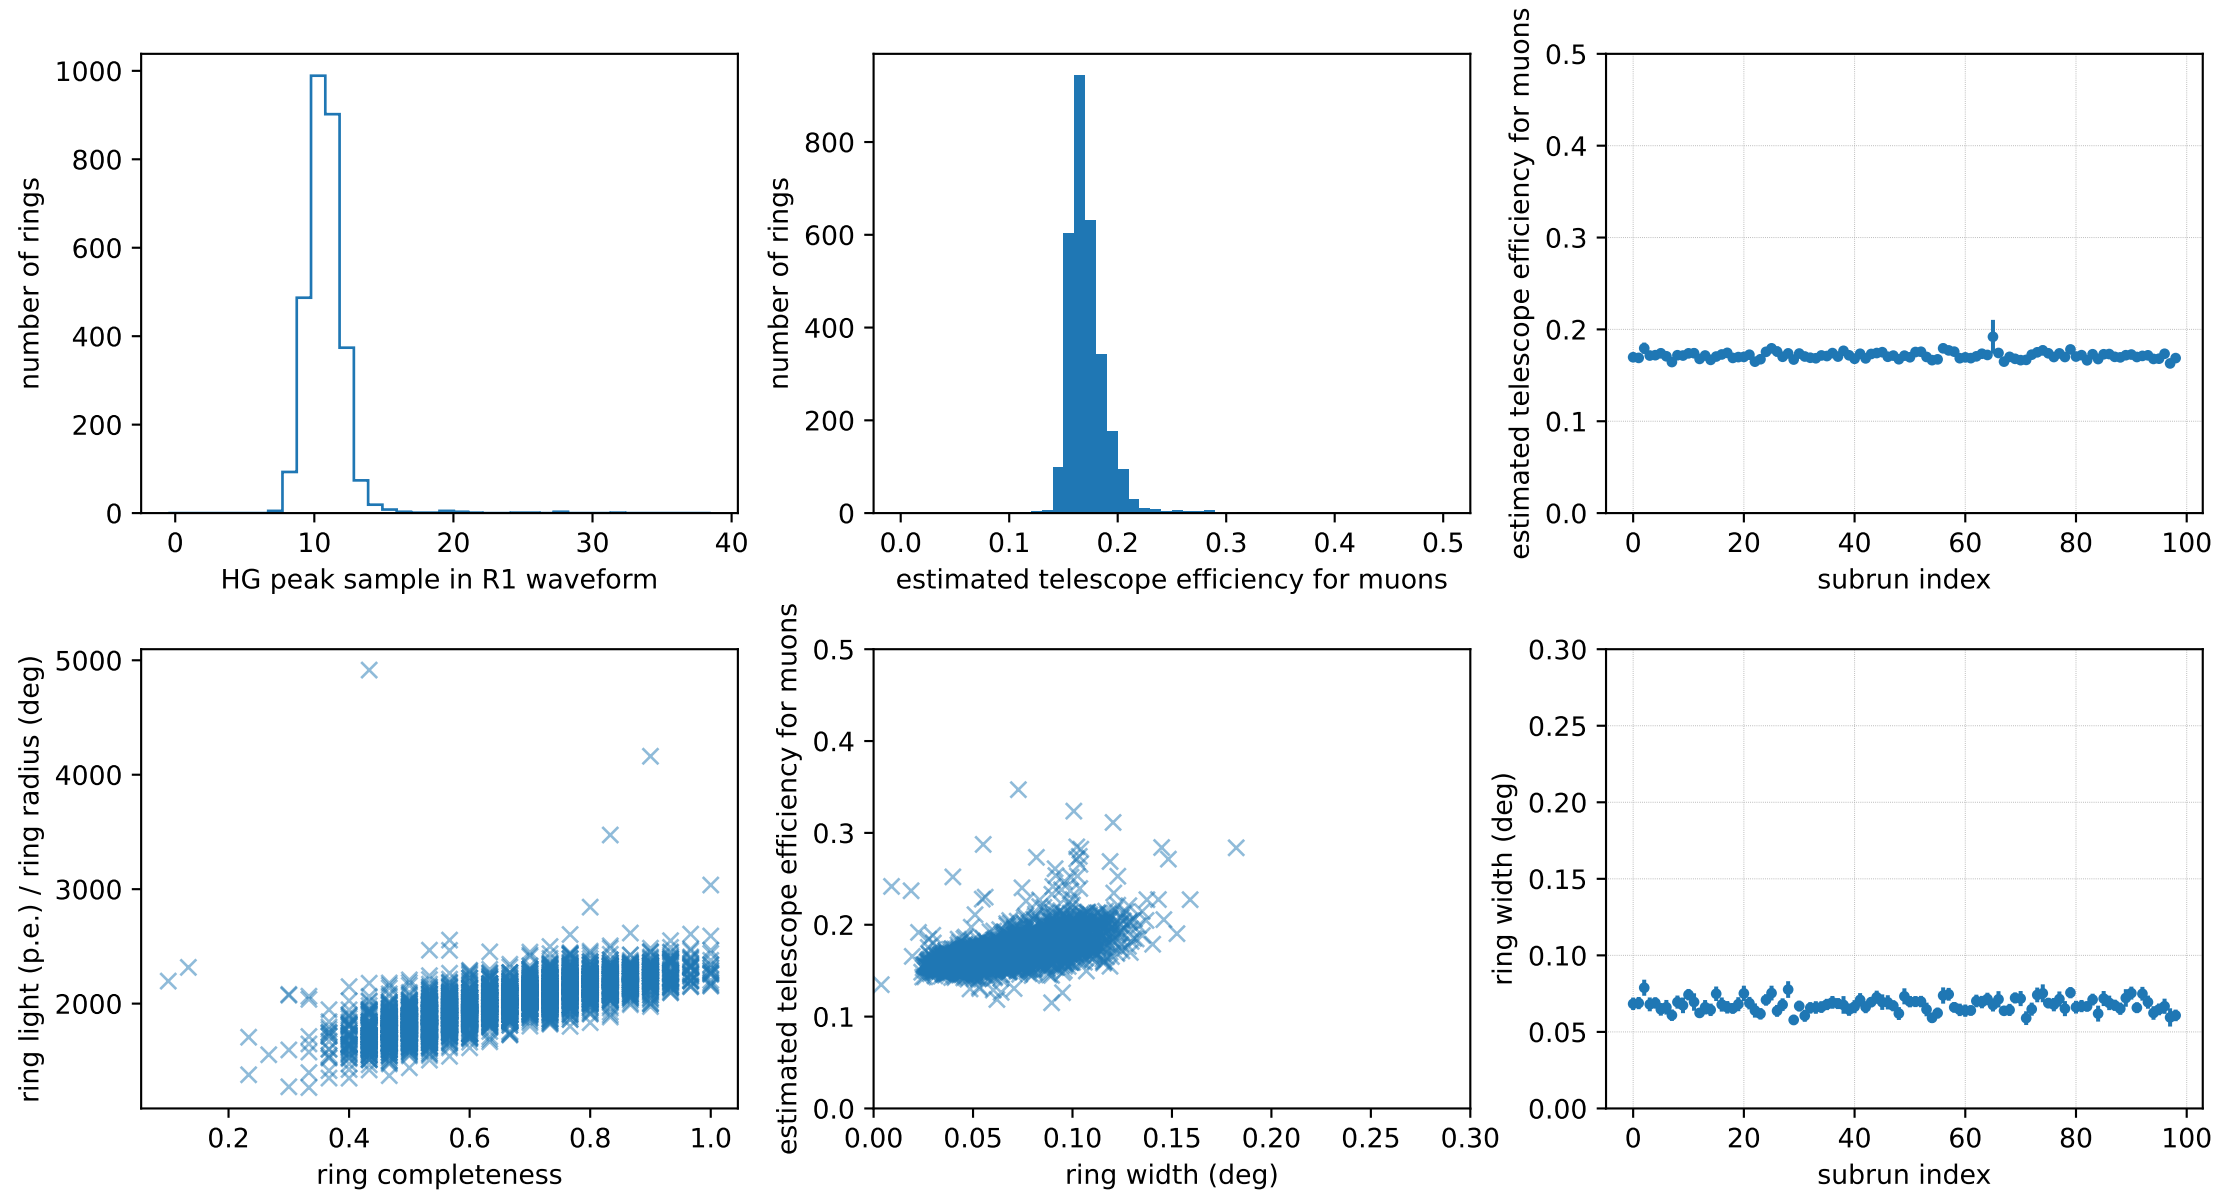 1000
800
600
400
200
0
number of rings
0 10 20 30 40
HG peak sample in R1 waveform
800
600
400
200
0
number of rings
0.0 0.1 0.2 0.3 0.4 0.5
estimated telescope efficiency for muons
0.5
0.4
0.3
0.2
0.1
0.0
estimated telescope efficiency for muons
0 20 40 60 80 100
subrun index
5000
4000
3000
2000
ring light (p.e.) / ring radius (deg)
0.2 0.4 0.6 0.8 1.0
ring completeness
0.5
0.4
0.3
0.2
0.1
0.0
estimated telescope efficiency for muons
0.00 0.05 0.10 0.15 0.20 0.25 0.30
ring width (deg)
0.30
0.25
0.20
0.15
0.10
0.05
0.00
ring width (deg)
0 20 40 60 80 100
subrun index